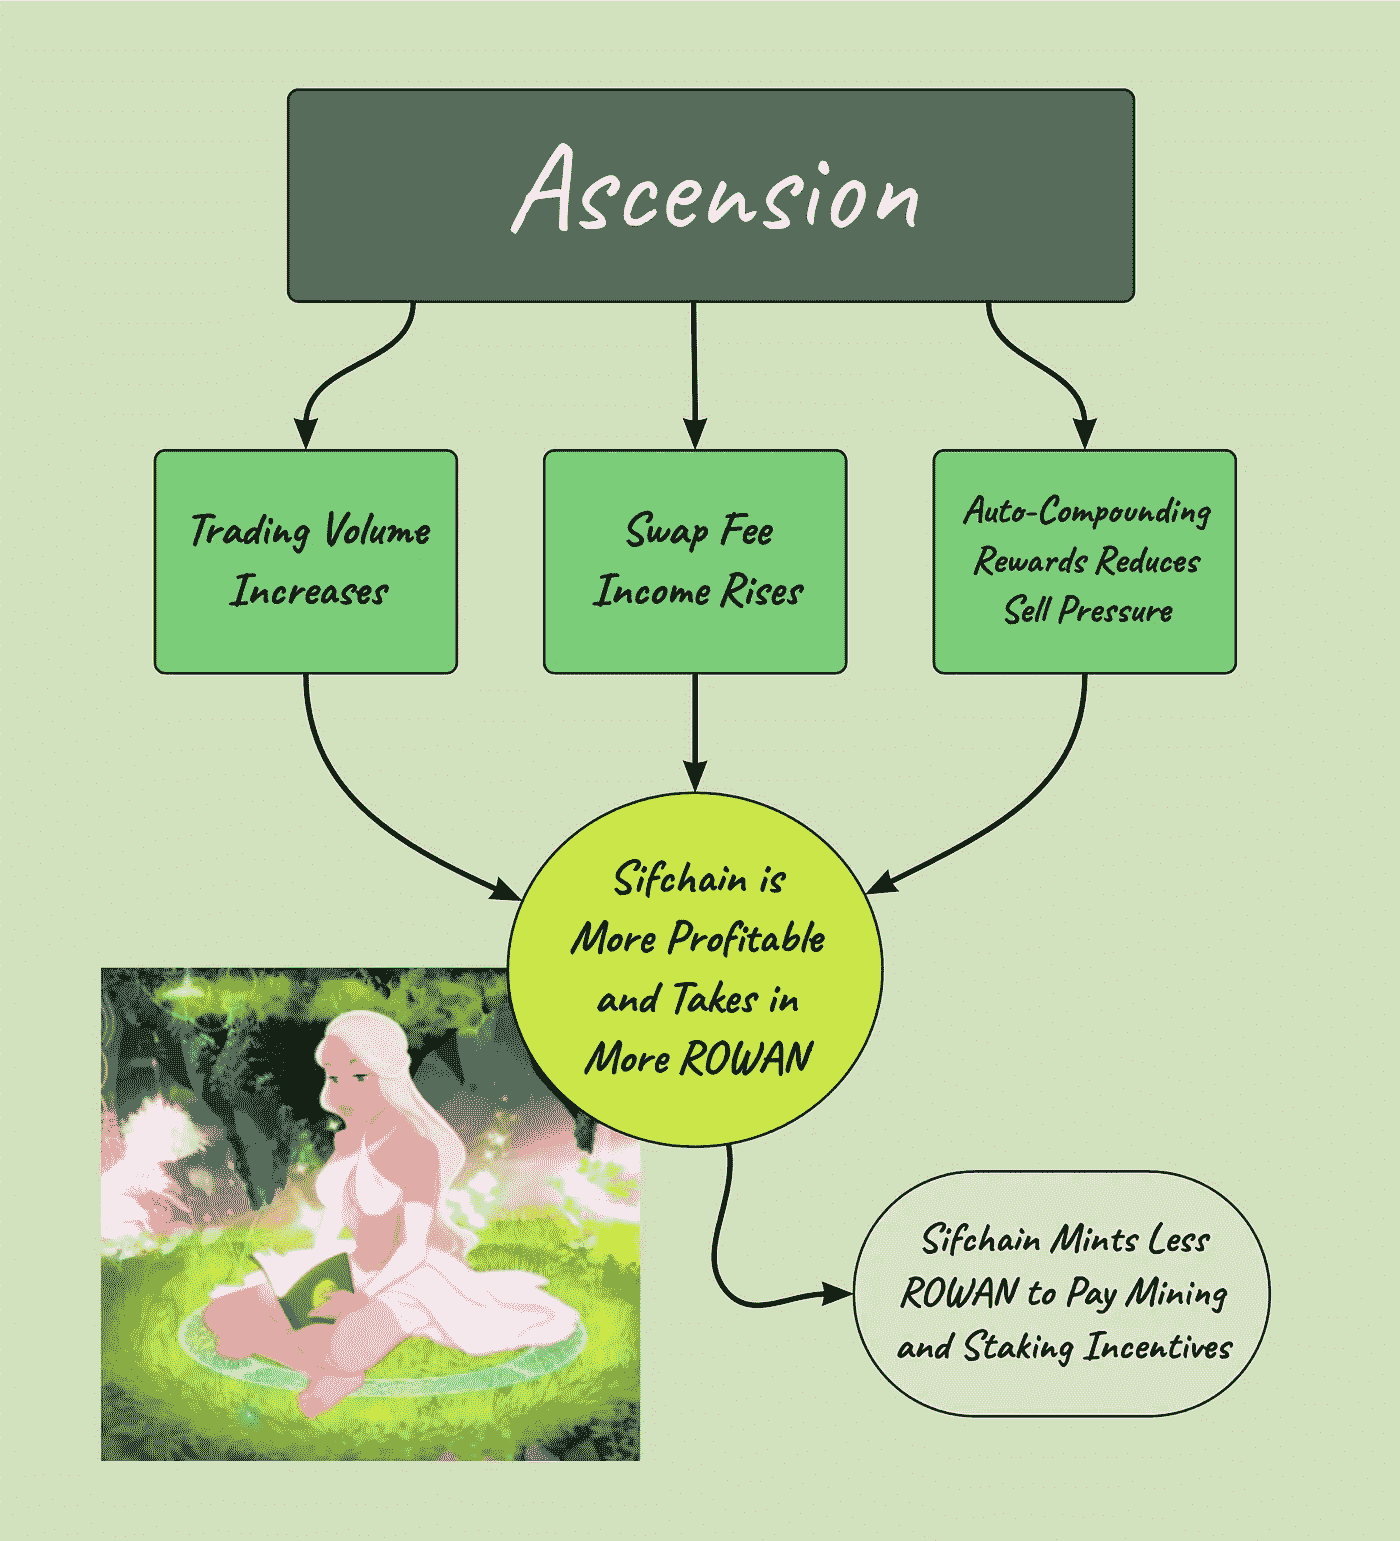 Ascension
Trading Volume
Increases
Swap Fee
Income Rises
Auto-Compounding
Rewards Reduces
Sell Pressure
Sifchain is
More Profitable
and Takes in
More ROWAN
Sifchain Mints Less
ROWAN to Pay Mining
and Staking Incentives